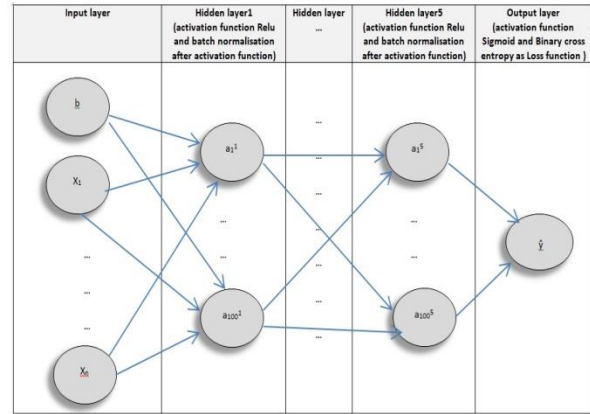 Input layer
Hidden layer1
(activation function Relu
and batch normalisation
after activation function)
Hidden layer
...
Hidden layer5
(activation function Relu
and batch normalisation
after activation function)
Output layer
(activation function
Sigmoid and Binary cross
entropy as Loss function )
b
X₁
...
...
...
Xₙ
a₁¹
...
...
a₁₀₀¹
...
...
...
...
...
...
...
a₁⁵
...
...
a₁₀₀⁵
ŷ